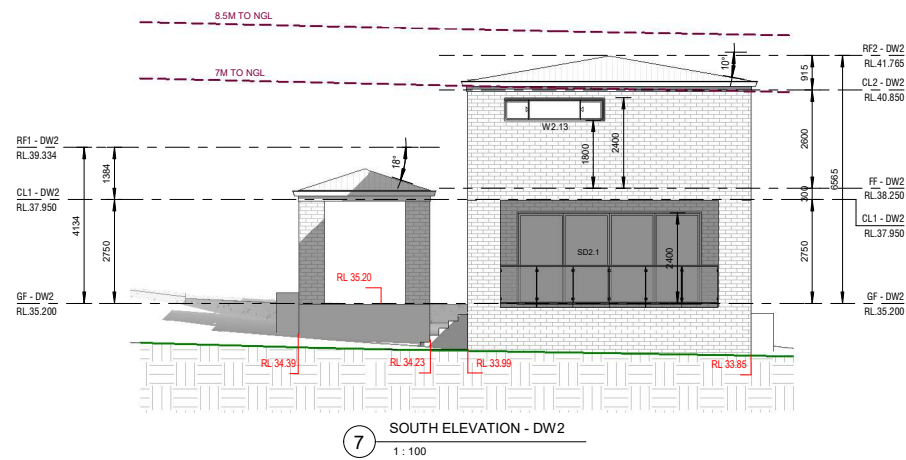 8.5M TO NGL
7M TO NGL
RF2 - DW2
RL.41.765
CL2 - DW2
RL.40.850
10°
915
W2.13
2400
1800
2600
6565
RF1 - DW2
RL.39.334
18°
1384
CL1 - DW2
RL.37.950
4134
2750
FF - DW2
RL.38.250
300
CL1 - DW2
RL.37.950
2750
SD2.1
2400
RL 35.20
GF - DW2
RL.35.200
GF - DW2
RL.35.200
RL 34.39
RL 34.23
RL 33.99
RL 33.85
7
SOUTH ELEVATION - DW2
1 : 100